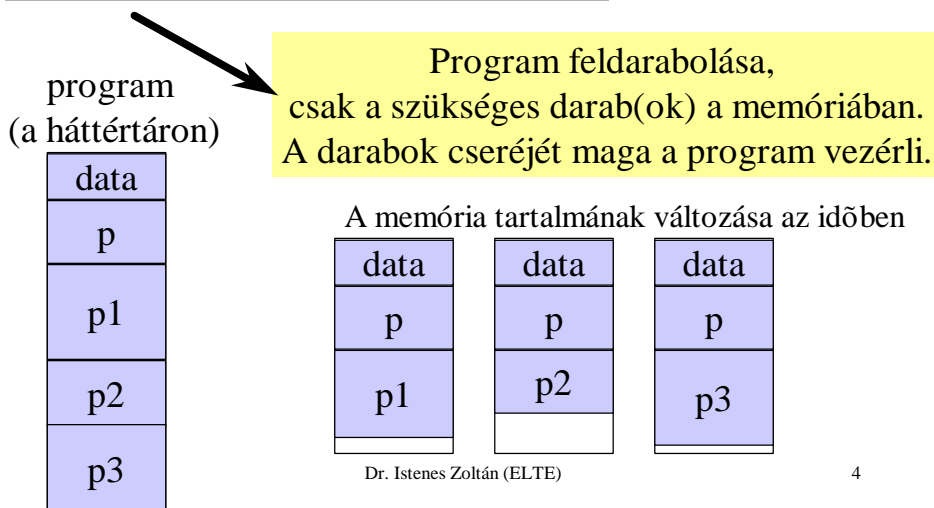 Program feldarabolása,
csak a szükséges darab(ok) a memóriában.
A darabok cseréjét maga a program vezérli.
program
(a háttértáron)
data
p
p1
p2
p3
A memória tartalmának változása az idõben
data
p
p1
data
p
p2
data
p
p3
Dr. Istenes Zoltán (ELTE)
4